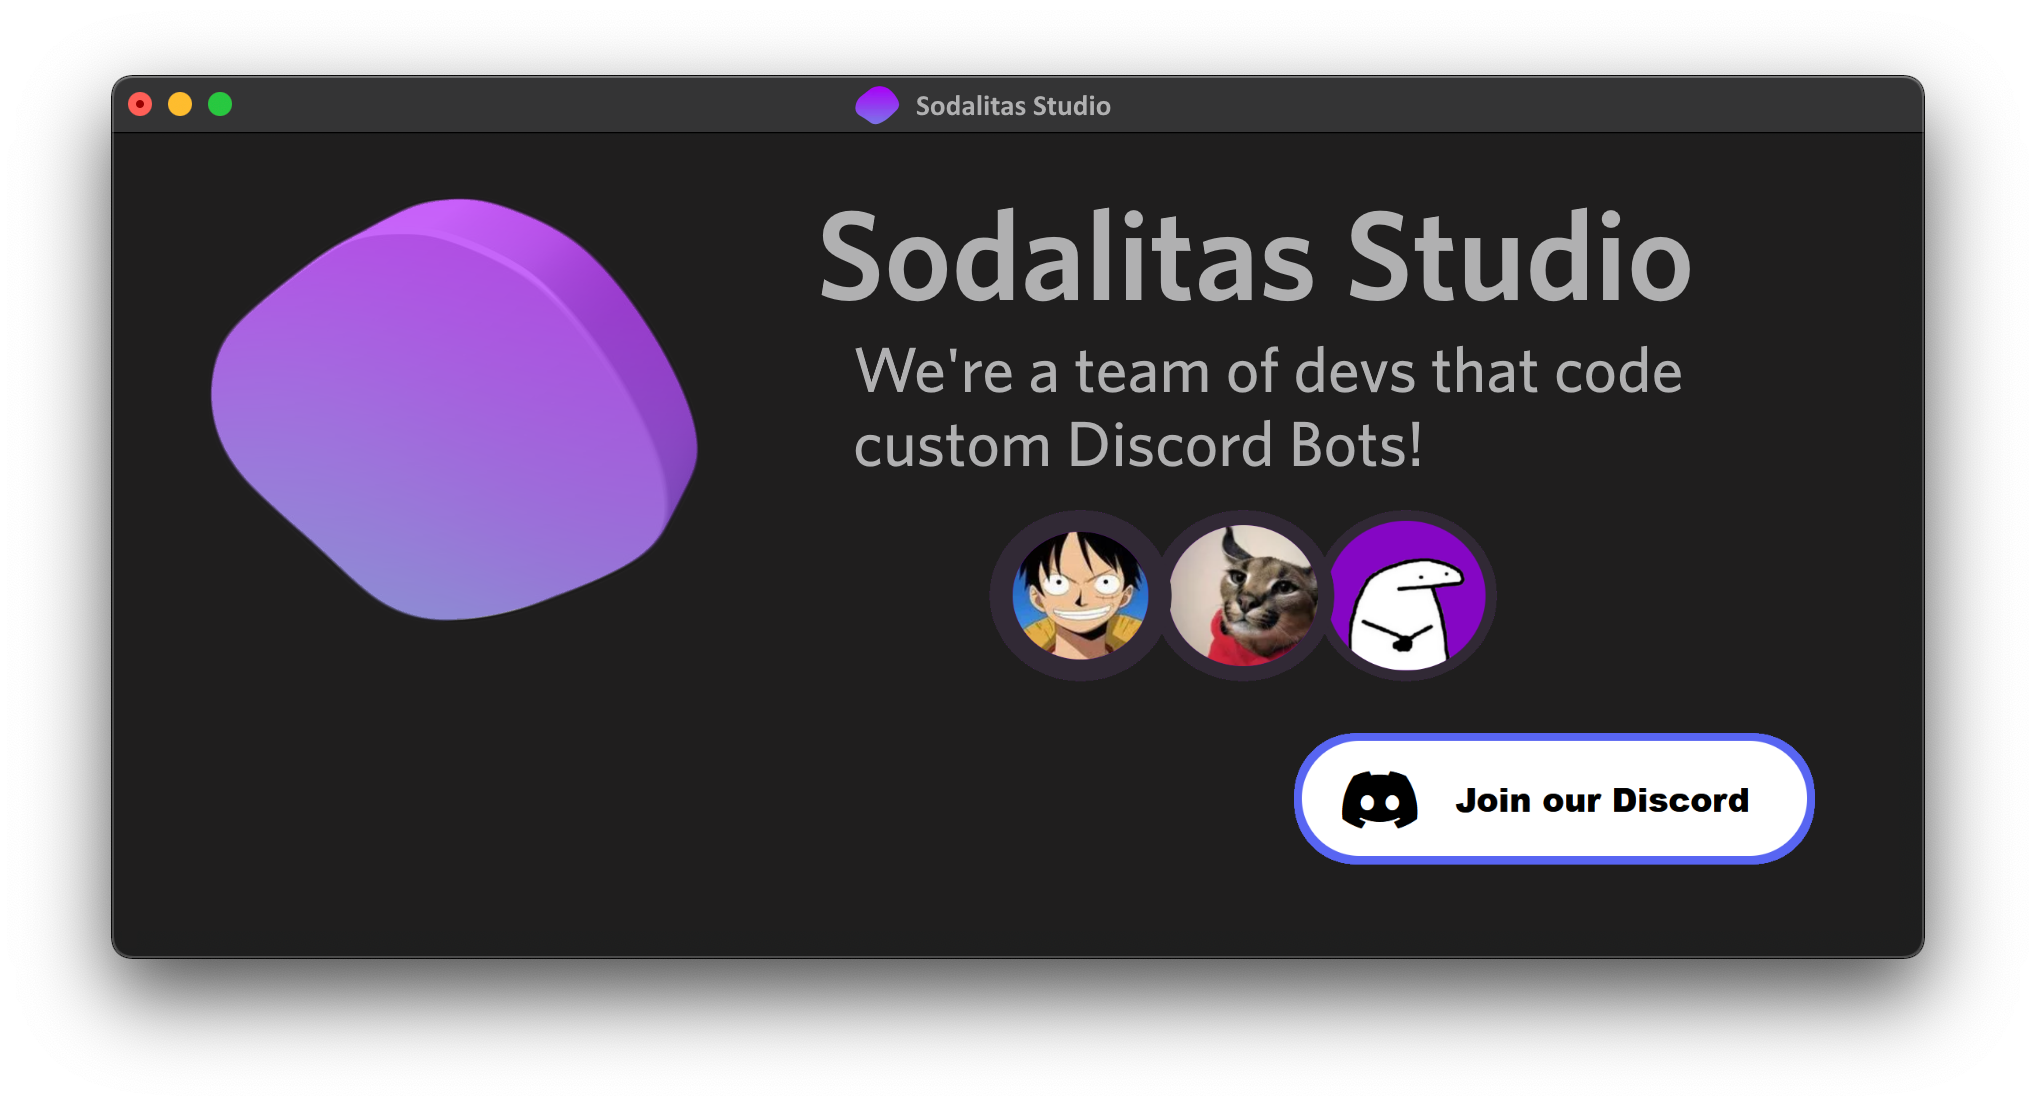 Sodalitas Studio
Sodalitas Studio
We're a team of devs that code
custom Discord Bots!
Join our Discord